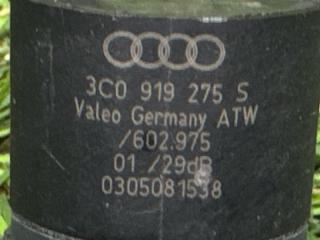 3C0 919 275 S
Valeo Germany ATW
/602.975
01 /29dB
0305081538